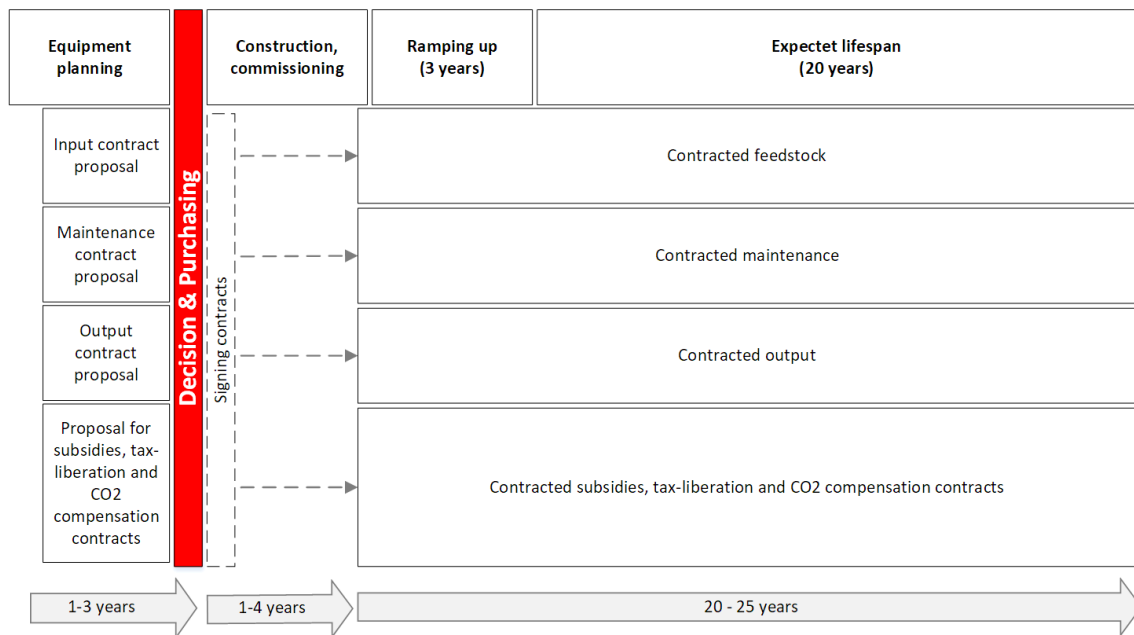 Equipment
planning
Construction,
commissioning
Ramping up
(3 years)
Expectet lifespan
(20 years)
Decision & Purchasing
Signing contracts
Input contract
proposal
Contracted feedstock
Maintenance
contract
proposal
Contracted maintenance
Output
contract
proposal
Contracted output
Proposal for
subsidies, tax-
liberation and
CO2
compensation
contracts
Contracted subsidies, tax-liberation and CO2 compensation contracts
1-3 years
1-4 years
20 - 25 years